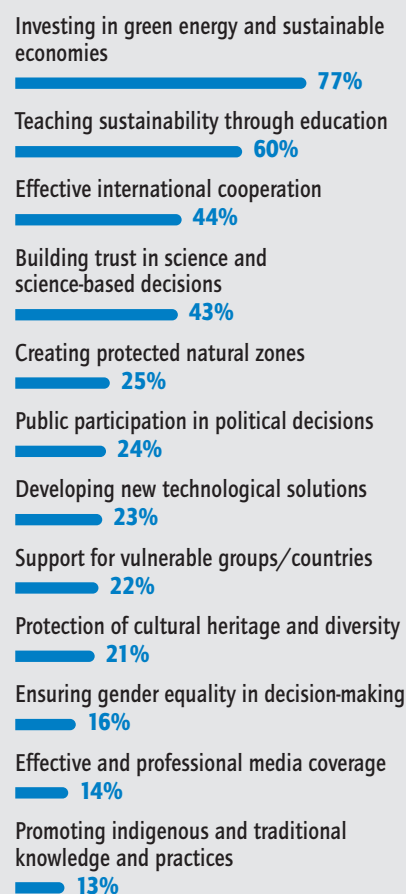 Investing in green energy and sustainable
economies
77%
Teaching sustainability through education
60%
Effective international cooperation
44%
Building trust in science and
science-based decisions
43%
Creating protected natural zones
25%
Public participation in political decisions
24%
Developing new technological solutions
23%
Support for vulnerable groups/countries
22%
Protection of cultural heritage and diversity
21%
Ensuring gender equality in decision-making
16%
Effective and professional media coverage
14%
Promoting indigenous and traditional
knowledge and practices
13%